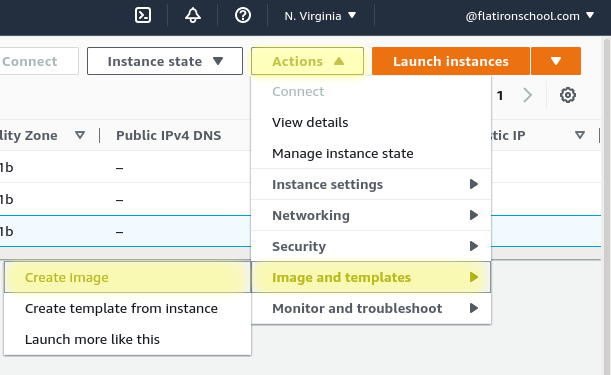 N. Virginia @flatironschool.com
Connect Instance state Actions Launch instances
Connect 1
View details
lity Zone Public IPv4 DNS stic IP
Manage instance state
1b –
Instance settings
1b –
Networking
1b –
Security
Create image Image and templates
Create template from instance Monitor and troubleshoot
Launch more like this